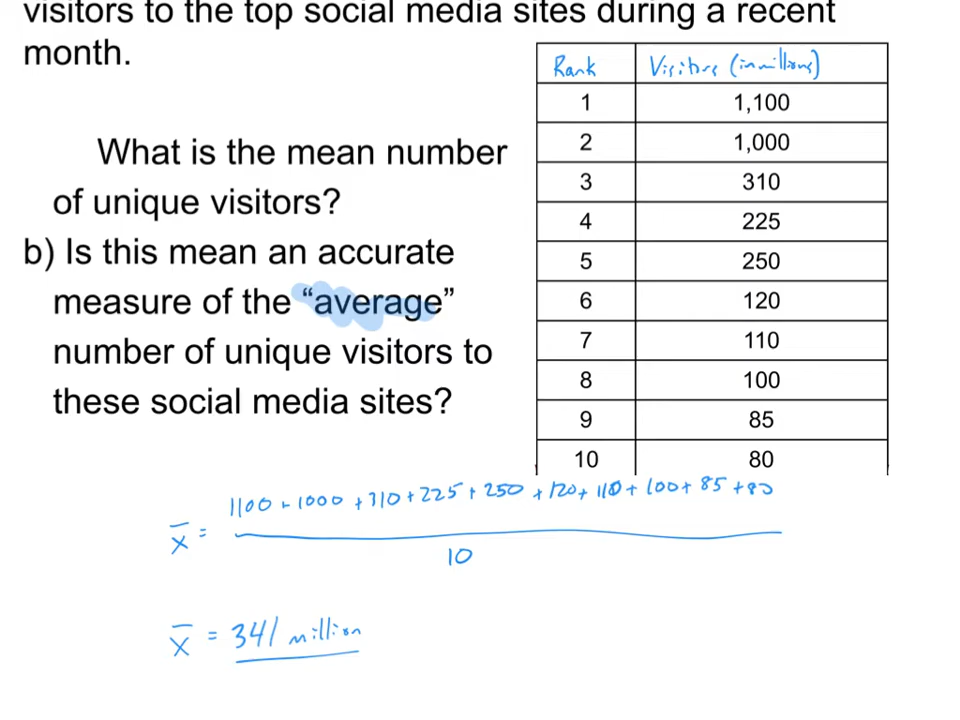 visitors to the top social media sites during a recent
month.
What is the mean number
of unique visitors?
b) Is this mean an accurate
measure of the “average”
number of unique visitors to
these social media sites?
Rank Visitors (in millions)
1 1,100
2 1,000
3 310
4 225
5 250
6 120
7 110
8 100
9 85
10 80
x̄ = 1100 + 1000 + 310 + 225 + 250 + 120 + 110 + 100 + 85 + 80
10
x̄ = 341 million